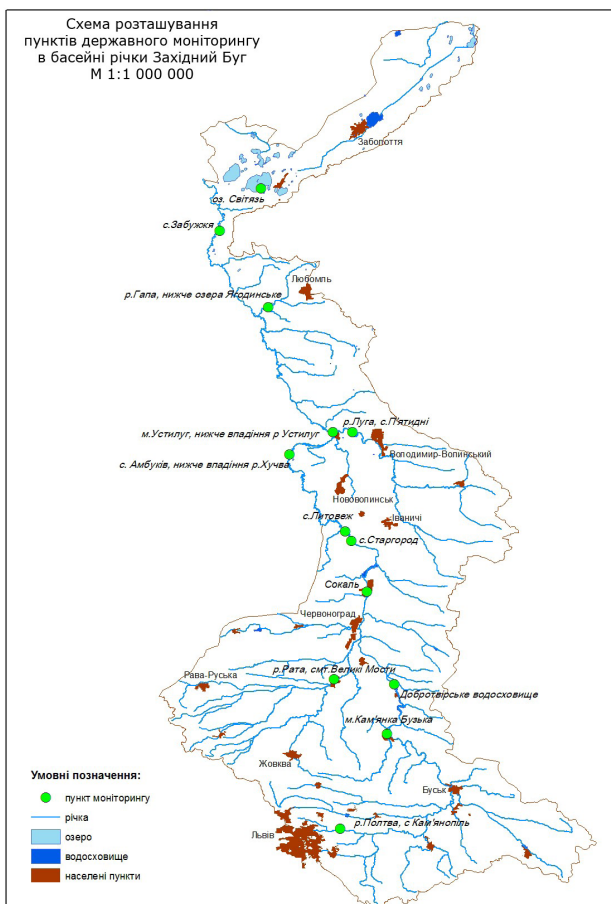 Схема розташування
пунктів державного моніторингу
в басейні річки Західний Буг
М 1:1 000 000
Заболоття
оз. Світязь
с.Забужжя
Любомль
р.Гапа, нижче озера Ягодинське
р.Луга, с.П'ятидні
м.Устилуг, нижче впадіння р Устилуг
Володимир-Волинський
с. Амбуків, нижче впадіння р.Хучва
Нововолинськ
с.Литовеж
Іваничі
с.Старгород
Сокаль
Червоноград
р.Рата, смт.Великі Мости
Рава-Руська
Добротвірське водосховище
м.Кам'янка Бузька
Жовква
Умовні позначення:
Буськ
пункт моніторингу
річка
р.Полтва, с Кам'янопіль
Львів
озеро
водосховище
населені пункти